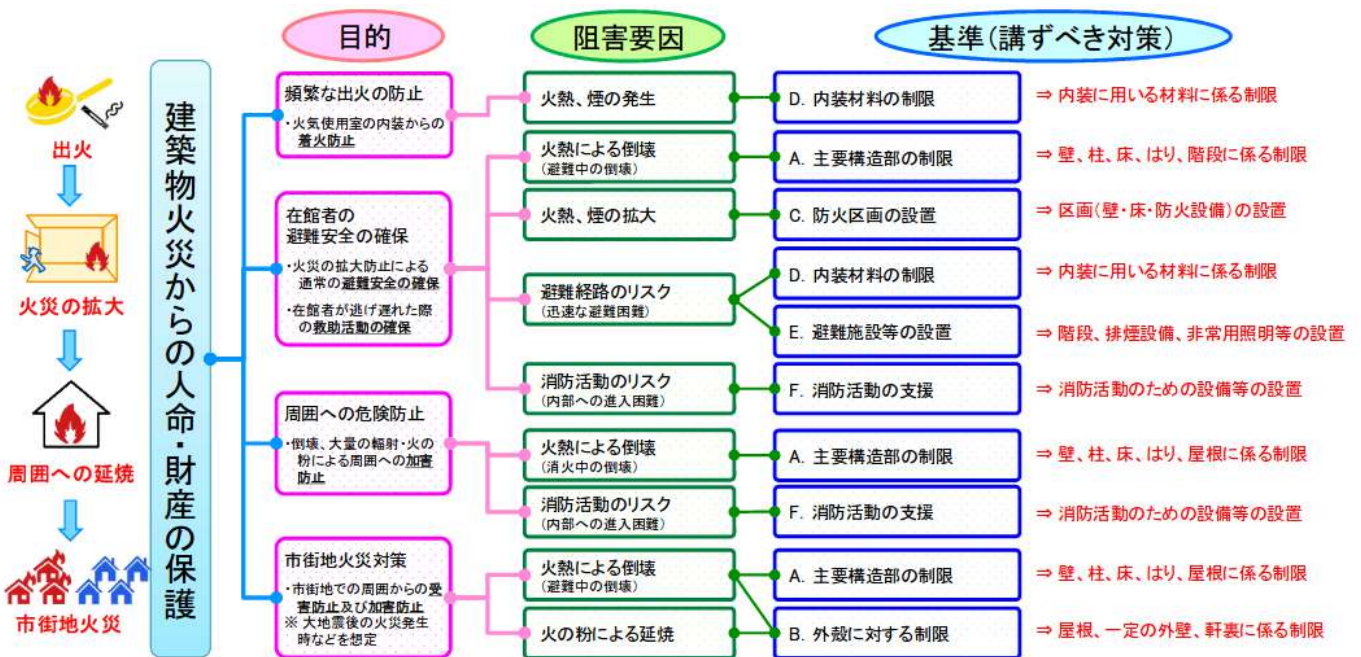 目的
阻害要因
基準(講ずべき対策)
出火
火災の拡大
周囲への延焼
市街地火災
建築物火災からの人命・財産の保護
頻繁な出火の防止
・火気使用室の内装からの
着火防止
在館者の
避難安全の確保
・火災の拡大防止による
通常の避難安全の確保
・在館者が逃げ遅れた際
の救助活動の確保
周囲への危険防止
・倒壊、大量の輻射・火の
粉による周囲への加害
防止
市街地火災対策
・市街地での周囲からの受
害防止及び加害防止
※ 大地震後の火災発生
時などを想定
火熱、煙の発生
火熱による倒壊
(避難中の倒壊)
火熱、煙の拡大
避難経路のリスク
(迅速な避難困難)
消防活動のリスク
(内部への進入困難)
火熱による倒壊
(消火中の倒壊)
消防活動のリスク
(内部への進入困難)
火熱による倒壊
(避難中の倒壊)
火の粉による延焼
D. 内装材料の制限
A. 主要構造部の制限
C. 防火区画の設置
D. 内装材料の制限
E. 避難施設等の設置
F. 消防活動の支援
A. 主要構造部の制限
F. 消防活動の支援
A. 主要構造部の制限
B. 外殻に対する制限
⇒ 内装に用いる材料に係る制限
⇒ 壁、柱、床、はり、階段に係る制限
⇒ 区画(壁・床・防火設備)の設置
⇒ 内装に用いる材料に係る制限
⇒ 階段、排煙設備、非常用照明等の設置
⇒ 消防活動のための設備等の設置
⇒ 壁、柱、床、はり、屋根に係る制限
⇒ 消防活動のための設備等の設置
⇒ 壁、柱、床、はり、屋根に係る制限
⇒ 屋根、一定の外壁、軒裏に係る制限